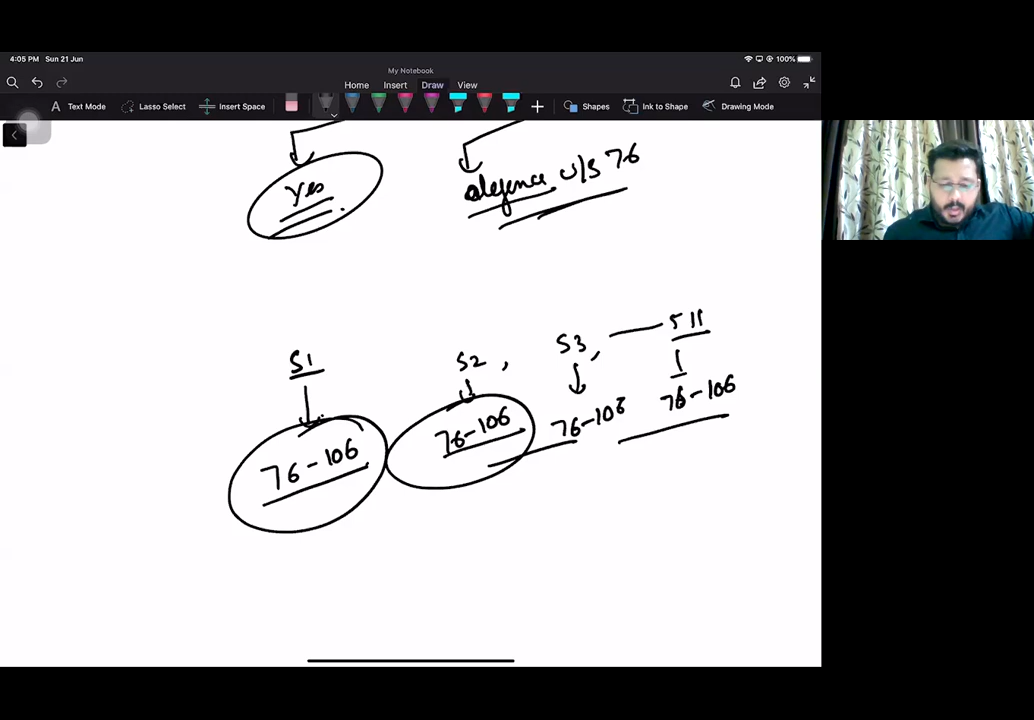 4:05 PM Sun 21 Jun 100%
My Notebook
Home Insert Draw View
Text Mode Lasso Select Insert Space Shapes Ink to Shape Drawing Mode
yes defence u/s 76
S1 S2, S3, — 511
76-106 76-106 76-106 76-106